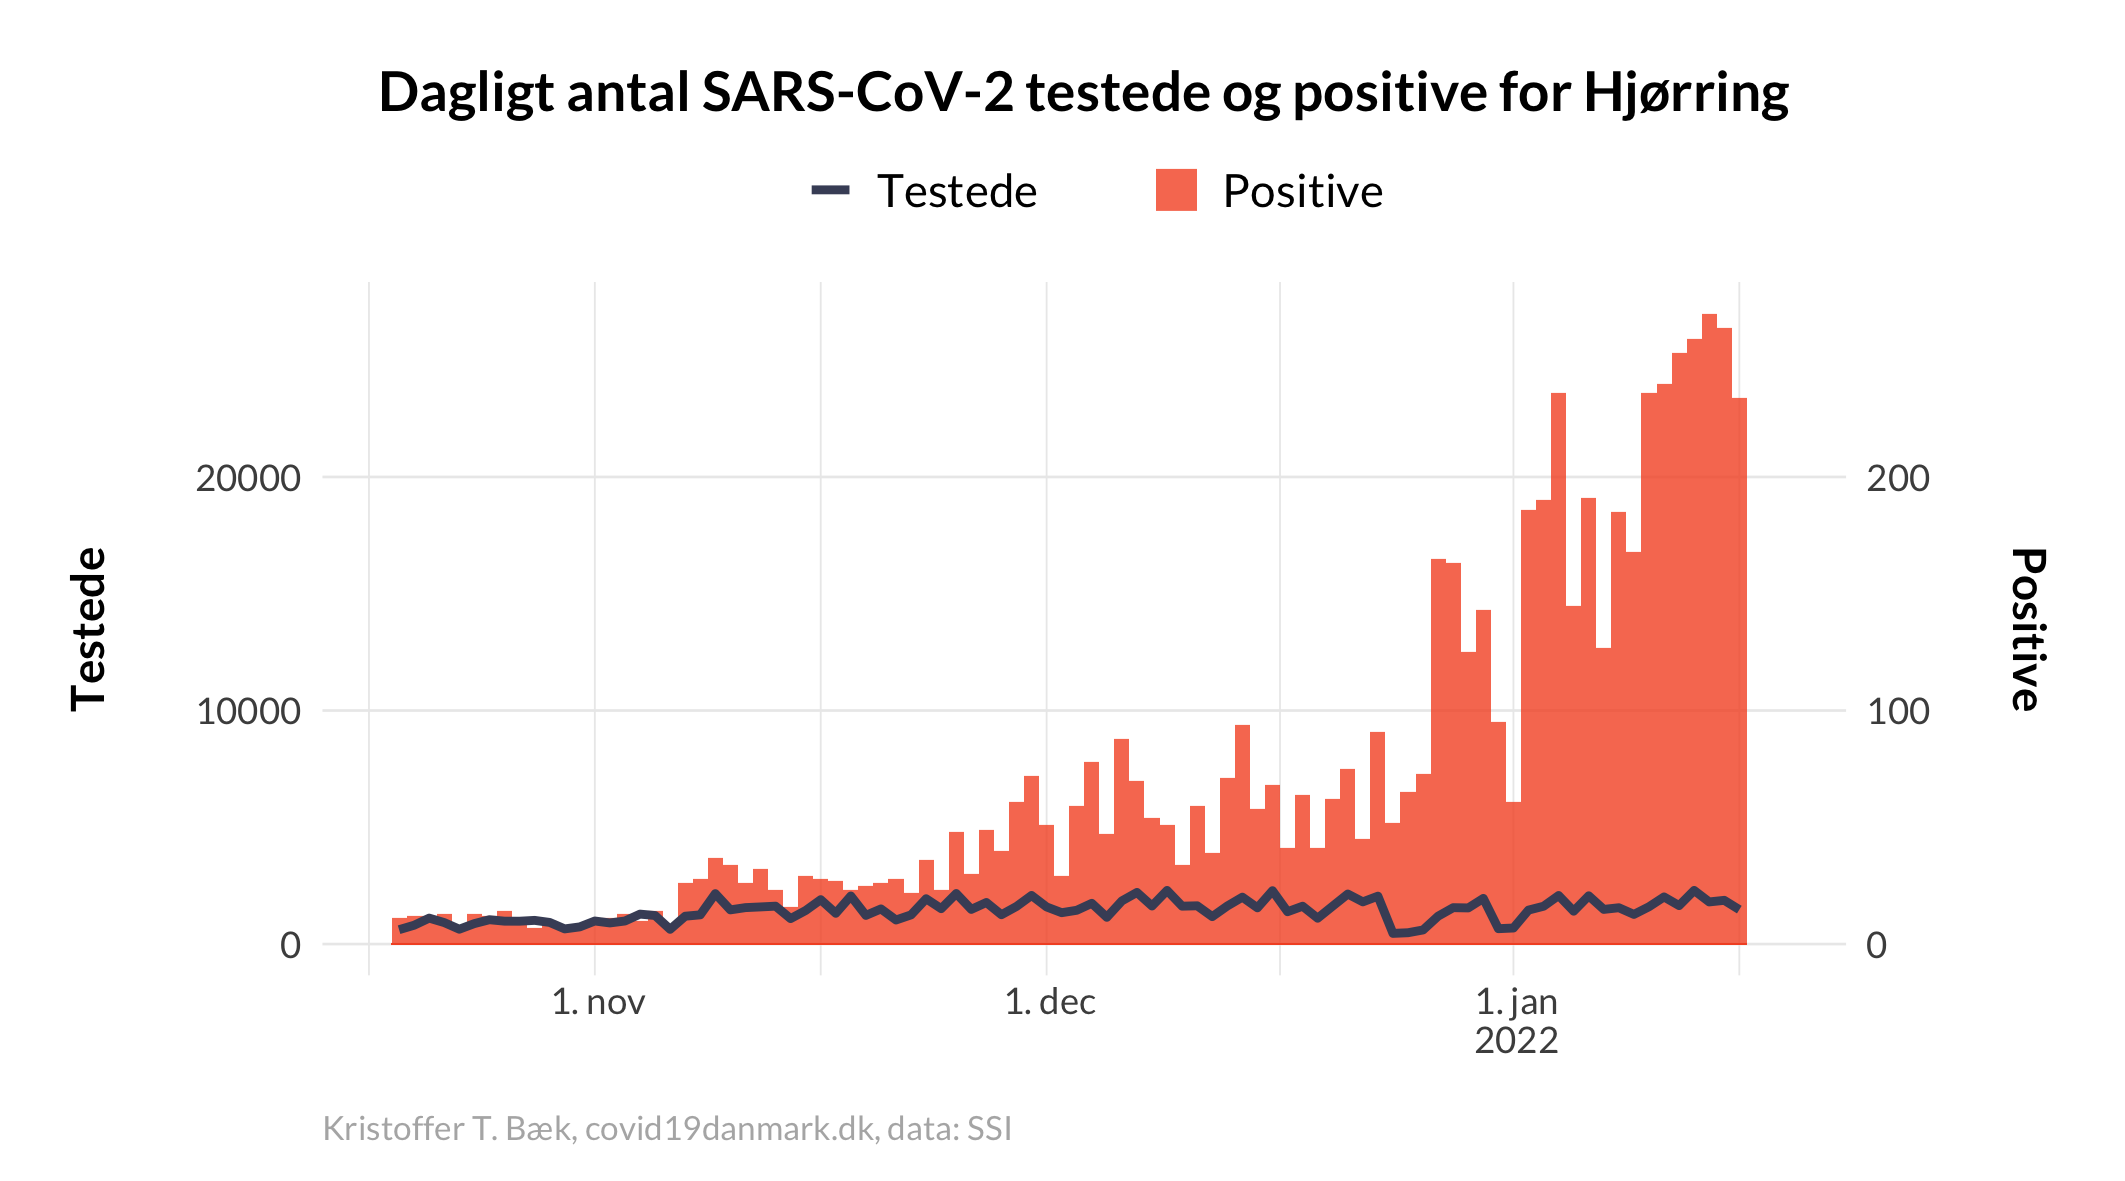 Dagligt antal SARS-CoV-2 testede og positive for Hjørring
Testede
Positive
20000
10000
0
Testede
200
100
0
Positive
1. nov
1. dec
1. jan
2022
Kristoffer T. Bæk, covid19danmark.dk, data: SSI